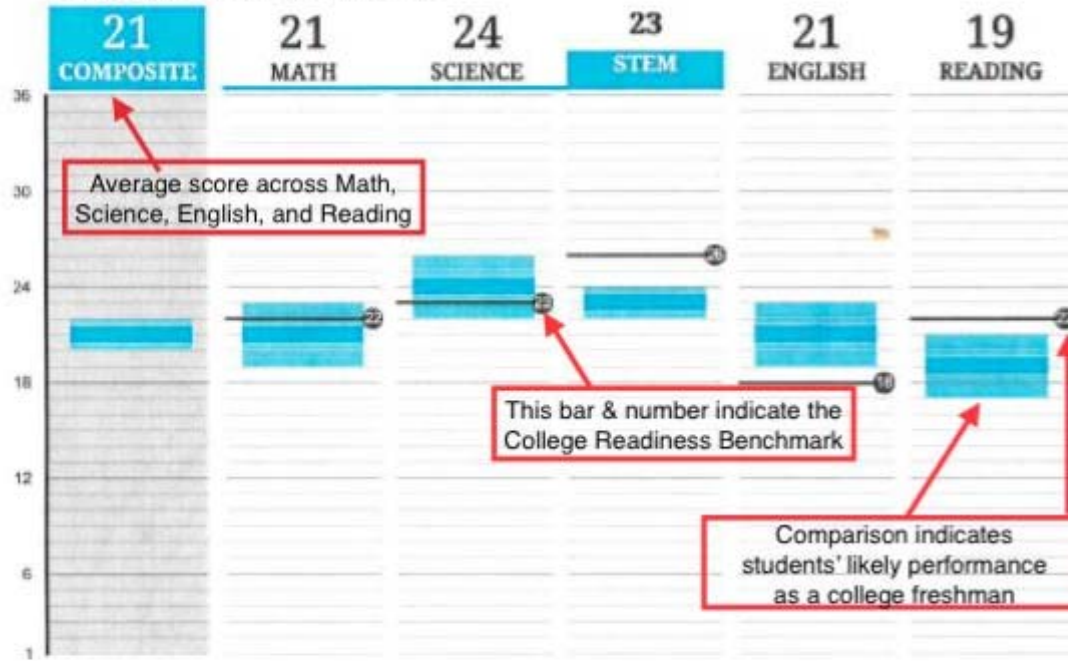 21
COMPOSITE
21
MATH
24
SCIENCE
23
STEM
21
ENGLISH
19
READING
36
30
24
18
12
6
1
Average score across Math,
Science, English, and Reading
22
23
26
18
22
This bar & number indicate the
College Readiness Benchmark
Comparison indicates
students' likely performance
as a college freshman